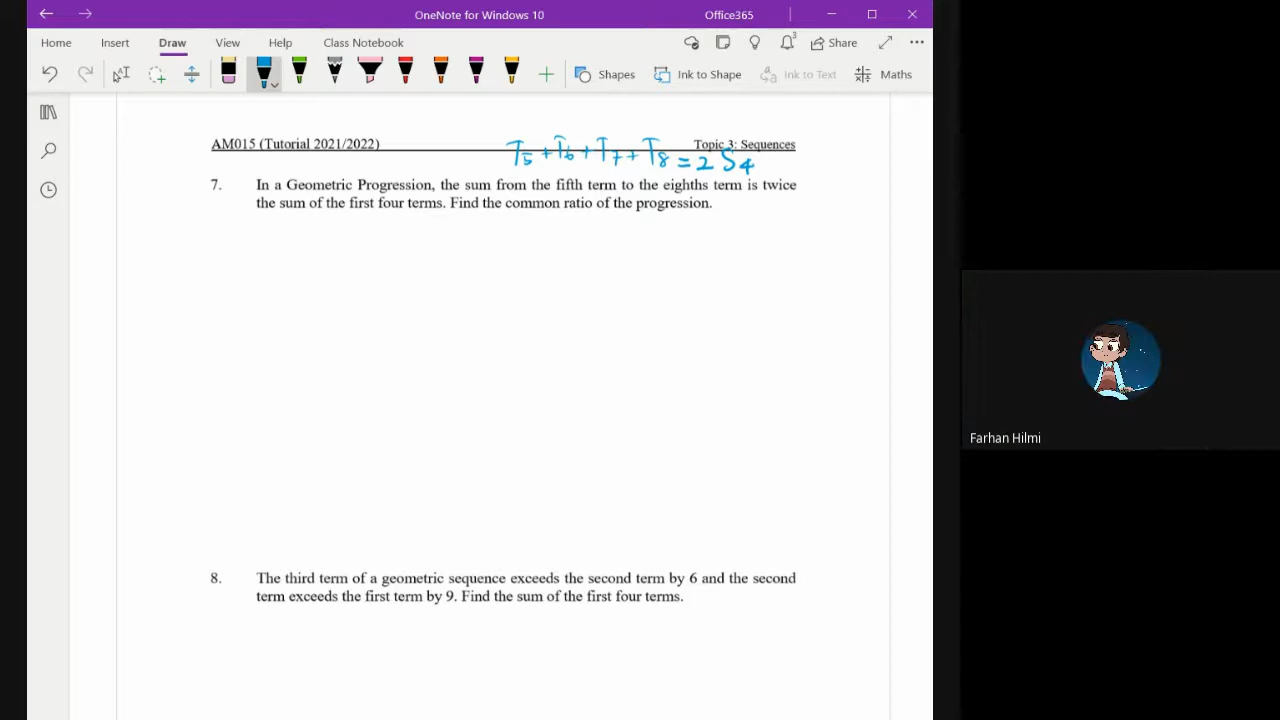 OneNote for Windows 10
Office365
Home Insert Draw View Help Class Notebook
3
Share
Shapes Ink to Shape Ink to Text Maths
T5 + T6 + T7 + T8 = 2 S4
AM015 (Tutorial 2021/2022) Topic 3: Sequences
7. In a Geometric Progression, the sum from the fifth term to the eighths term is twice
the sum of the first four terms. Find the common ratio of the progression.
Farhan Hilmi
8. The third term of a geometric sequence exceeds the second term by 6 and the second
term exceeds the first term by 9. Find the sum of the first four terms.